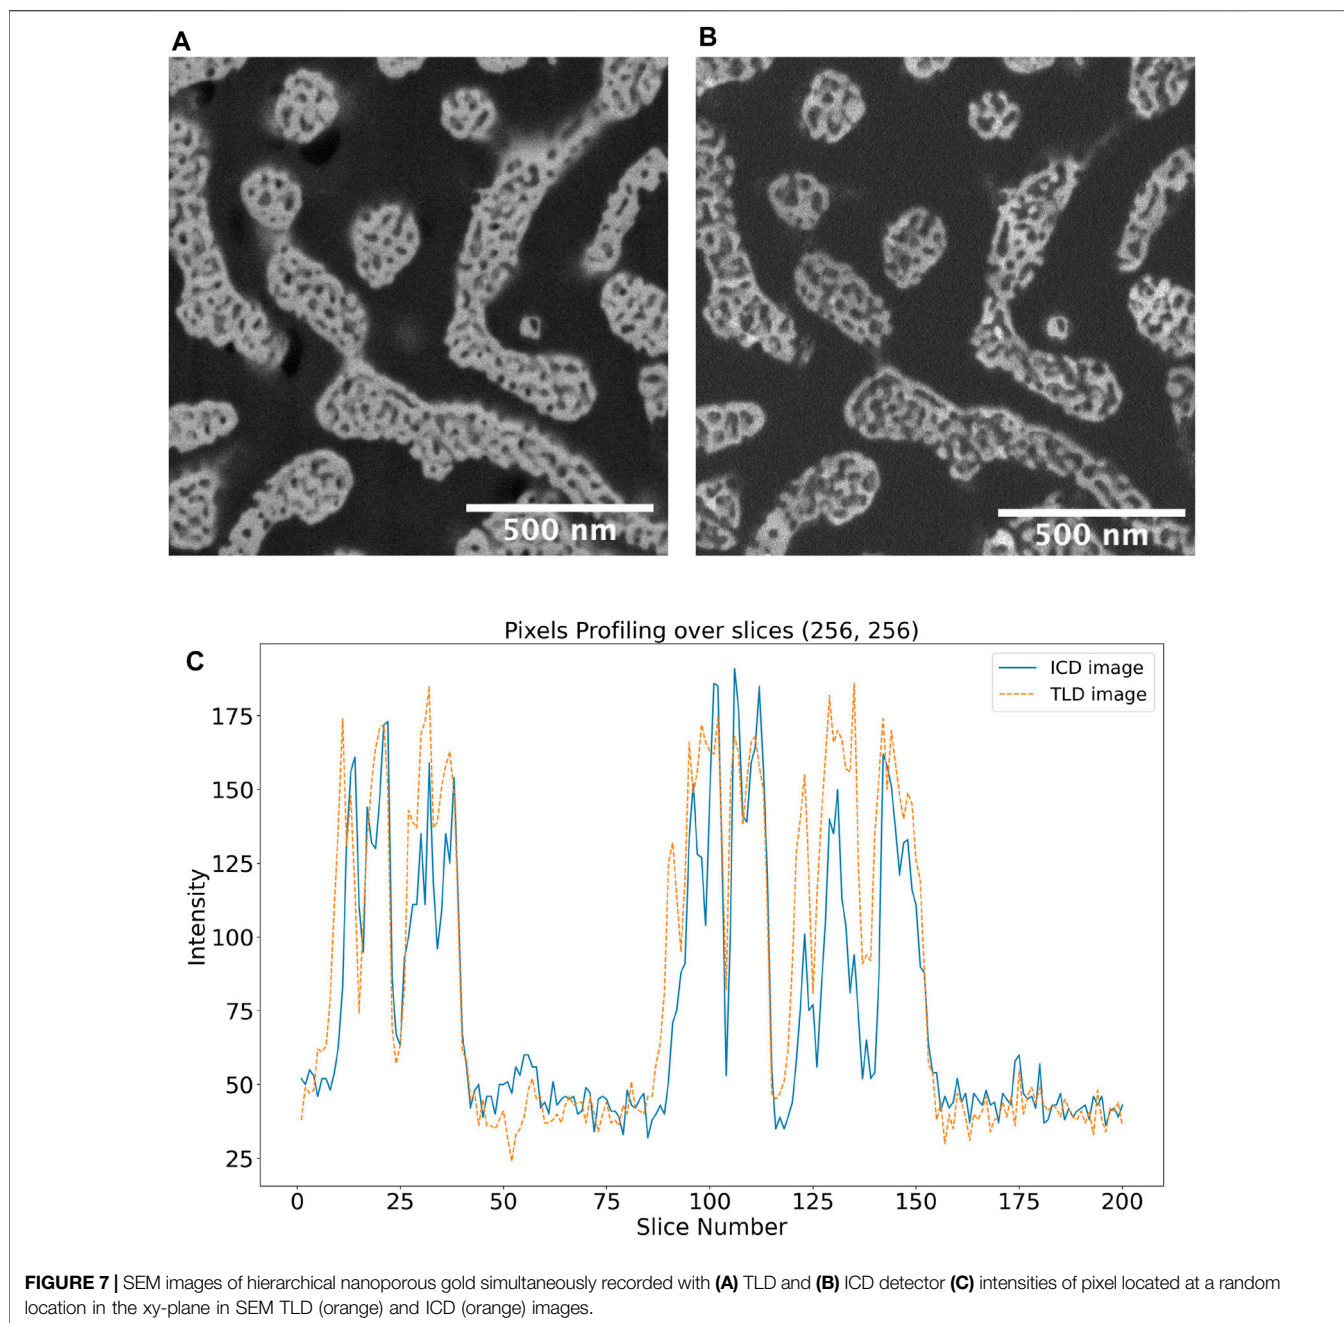 A
B
500 nm
500 nm
Pixels Profiling over slices (256, 256)
C
ICD image
TLD image
175
150
125
100
75
50
25
Intensity
0 25 50 75 100 125 150 175 200
Slice Number
FIGURE 7 | SEM images of hierarchical nanoporous gold simultaneously recorded with (A) TLD and (B) ICD detector (C) intensities of pixel located at a random
location in the xy-plane in SEM TLD (orange) and ICD (orange) images.